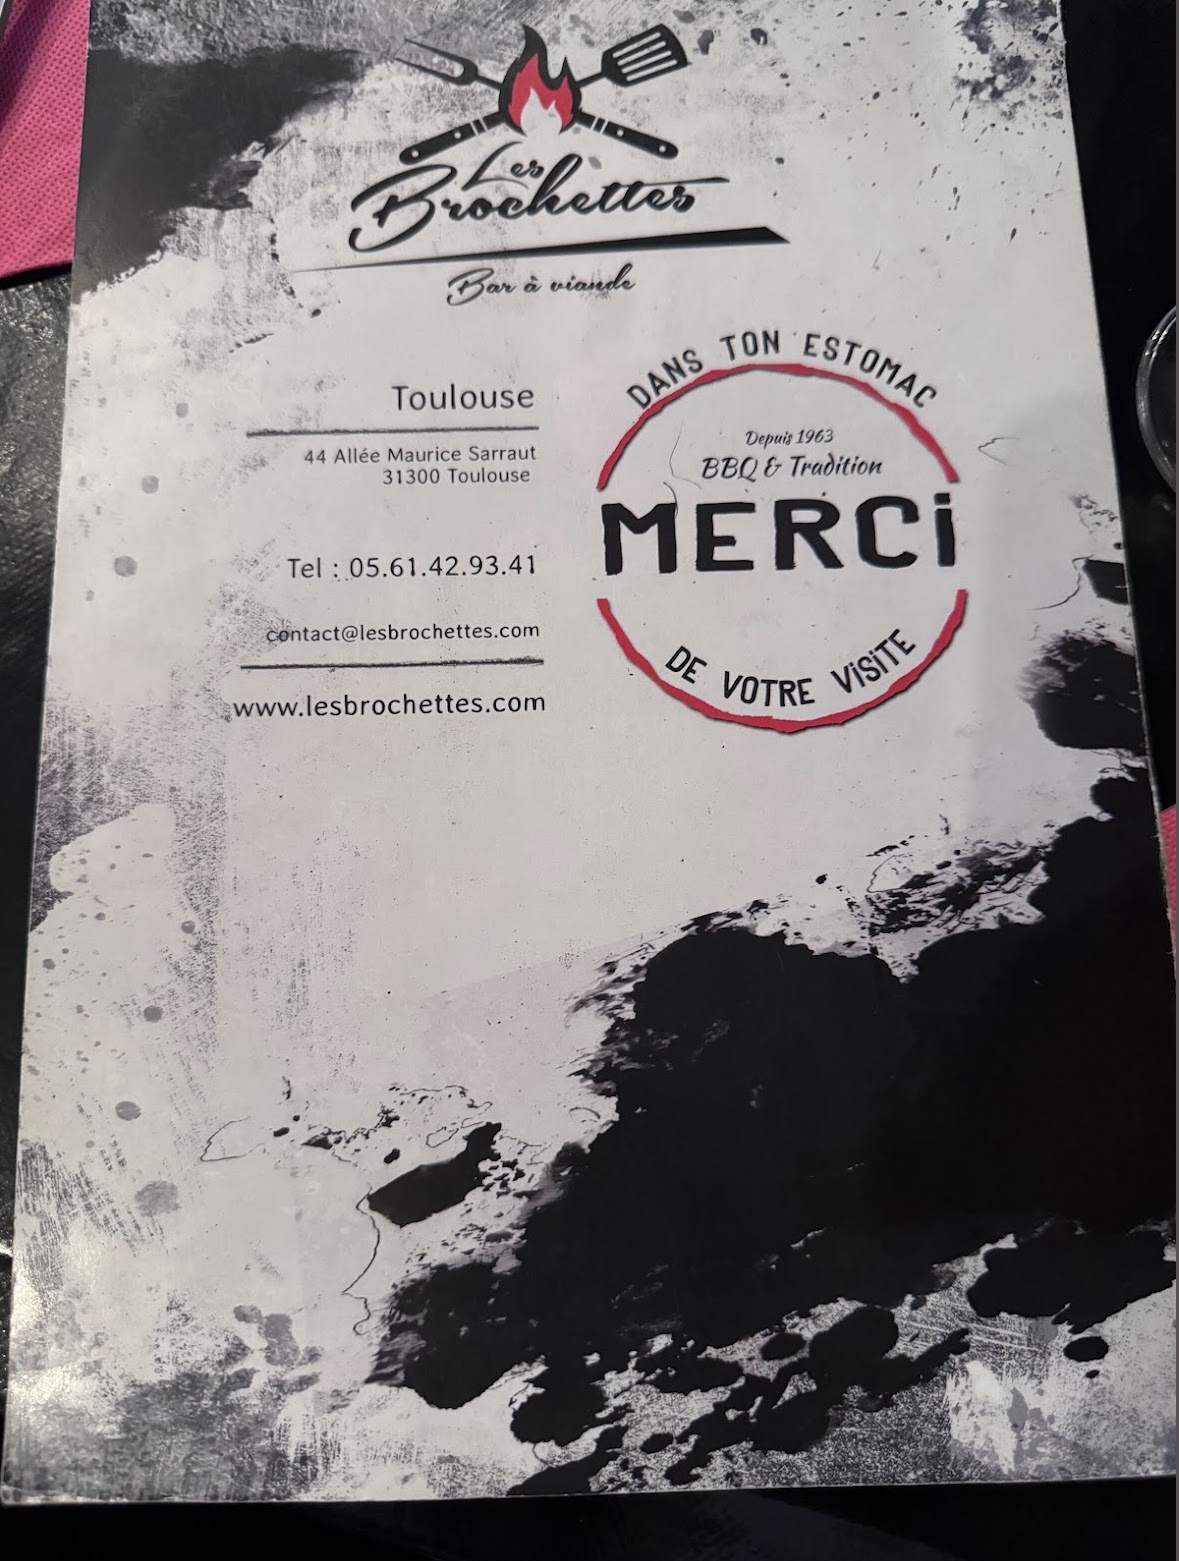 Les
Brochettes
Bar à viande
Toulouse
44 Allée Maurice Sarraut
31300 Toulouse
Tel : 05.61.42.93.41
contact@lesbrochettes.com
www.lesbrochettes.com
DANS TON ESTOMAC
Depuis 1963
BBQ & Tradition
MERCi
DE VOTRE ViSiTE